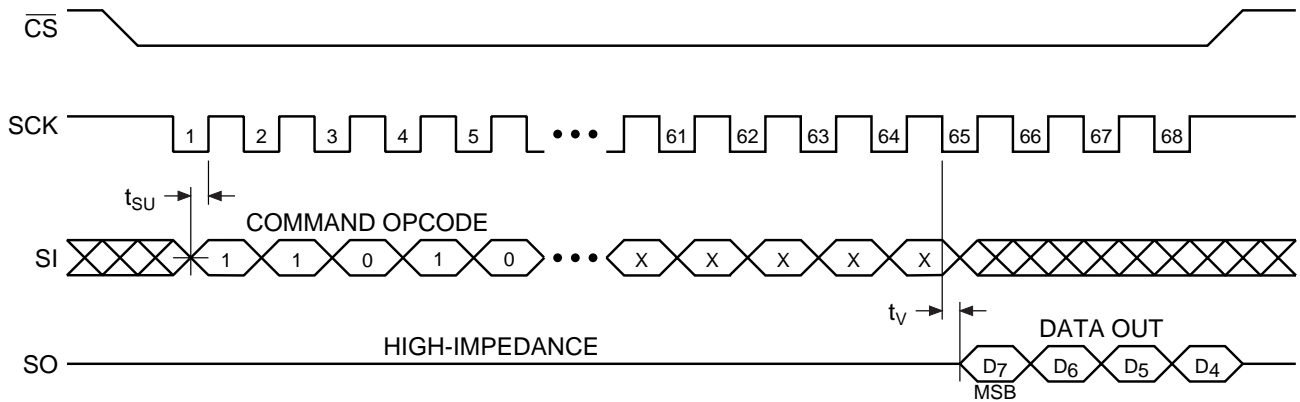 CS
SCK 1 2 3 4 5 ••• 61 62 63 64 65 66 67 68
tSU
COMMAND OPCODE
SI 1 1 0 1 0 ••• X X X X X
tV
DATA OUT
HIGH-IMPEDANCE
SO D7 D6 D5 D4
MSB